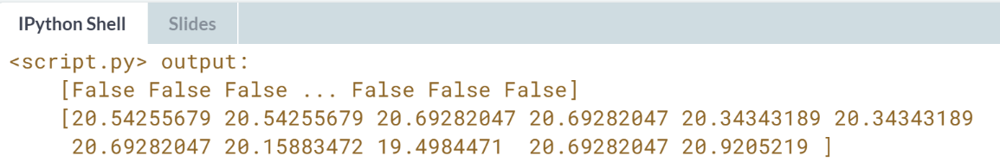 IPython Shell Slides
<script.py> output:
[False False False ... False False False]
[20.54255679 20.54255679 20.69282047 20.69282047 20.34343189 20.34343189
20.69282047 20.15883472 19.4984471  20.69282047 20.9205219 ]